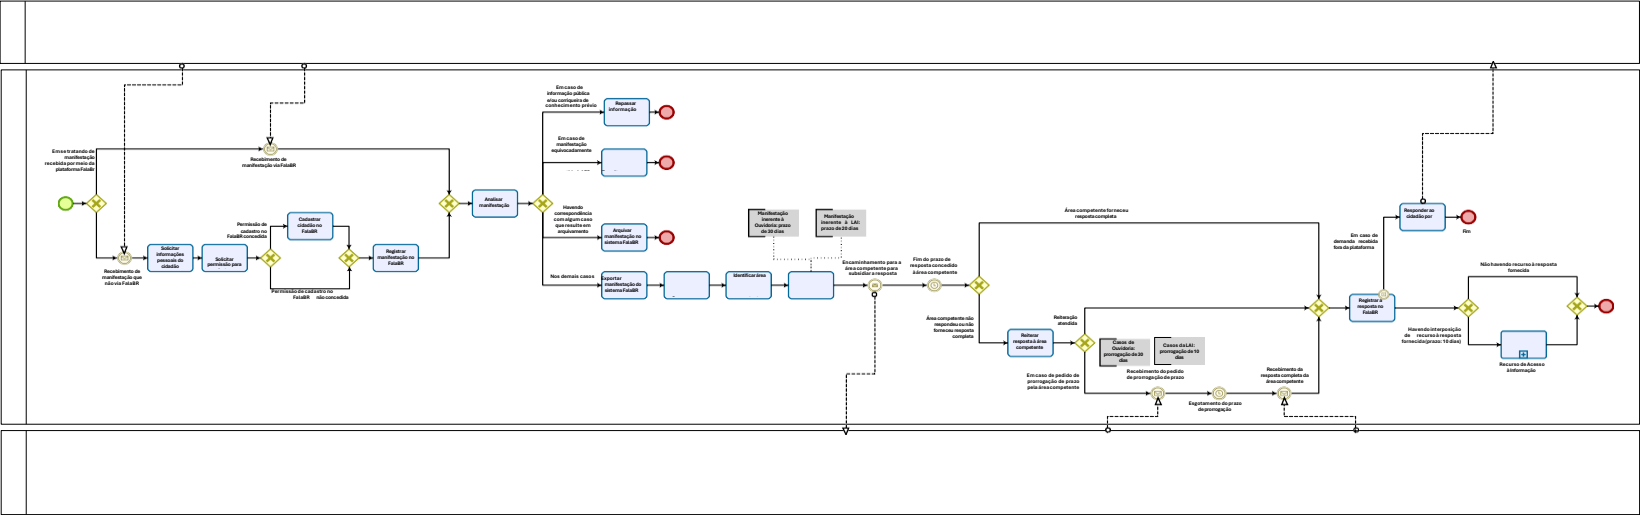 Em se tratando de
manifestação
recebida por meio da
plataforma FalaBr
Recebimento de
manifestação via FalaBR
Recebimento de
manifestação que
não via FalaBR
Solicitar
informações
pessoais do
cidadão
Solicitar
permissão para
Permissão de
cadastro no
FalaBR concedida
Cadastrar
cidadão no
FalaBR
Permissão de cadastro no
FalaBR não concedida
Registrar
manifestação no
FalaBR
Analisar
manifestação
Em caso de
informação pública
e/ou corriqueira de
conhecimento prévio
Repassar
informação
Em caso de
manifestação
equivocadamente
Havendo
correspondência
com algum caso
que resulte em
arquivamento
Arquivar
manifestação no
sistema FalaBR
Nos demais casos
Exportar
manifestação do
sistema FalaBR
Identificar área
Manifestação
inerente à
Ouvidoria: prazo
de 20 dias
Manifestação
inerente à LAI:
prazo de 20 dias
Encaminhamento para a
área competente para
subsidiar a resposta
Fim do prazo de
resposta concedido
à área competente
Área competente forneceu
resposta completa
Área competente não
respondeu ou não
forneceu resposta
completa
Reiterar
resposta à área
competente
Reiteração
atendida
Em caso de pedido de
prorrogação de prazo
pela área competente
Casos de
Ouvidoria:
prorrogação de 30
dias
Casos da LAI:
prorrogação de 10
dias
Recebimento do pedido
de prorrogação de prazo
Esgotamento do prazo
de prorrogação
Recebimento da
resposta completa da
área competente
Registrar a
resposta no
FalaBR
Em caso de
demanda recebida
fora da plataforma
Responder ao
cidadão por
Fim
Não havendo recurso à resposta
fornecida
Havendo interposição
de recurso à resposta
fornecida (prazo: 10 dias)
Recurso de Acesso
à Informação